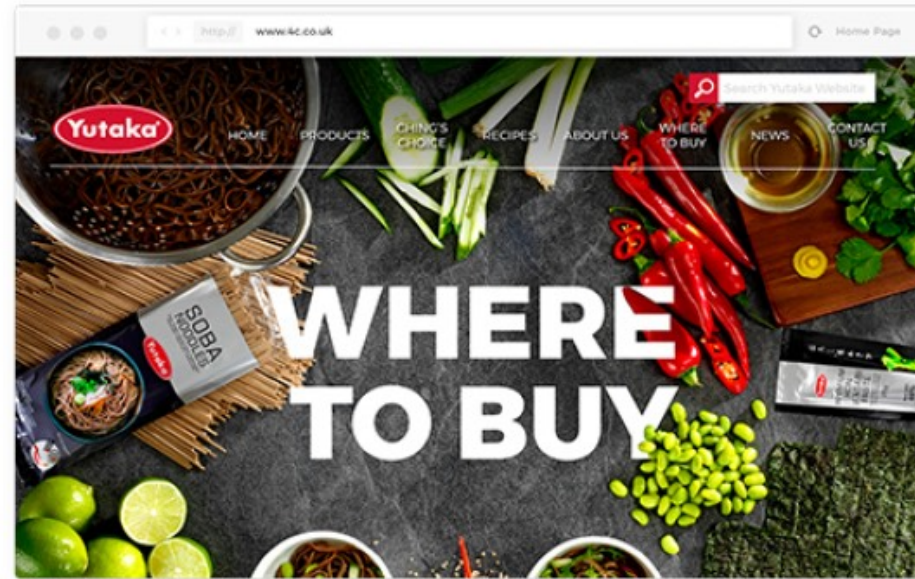 http:// www.4c.co.uk Home Page
Search Yutaka Website
Yutaka
HOME PRODUCTS CHING'S CHOICE RECIPES ABOUT US WHERE TO BUY NEWS CONTACT US
SOBA
NOODLES
Yutaka
WHERE
TO BUY